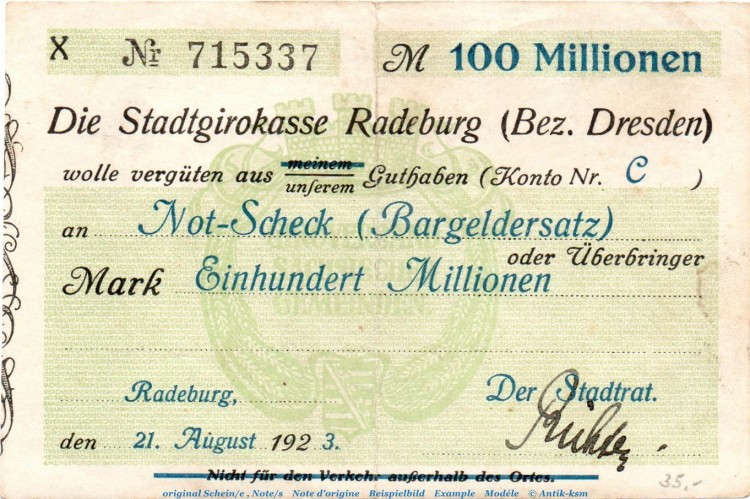 X Nr 715337 M 100 Millionen
Die Stadtgirokasse Radeburg (Bez. Dresden)
wolle vergüten aus meinem Guthaben (Konto Nr. C )
unserem
an Not-Scheck (Bargeldersatz)
oder Überbringer
Mark Einhundert Millionen
Radeburg, Der Stadtrat.
den 21. August 1923.
Nicht für den Verkehr außerhalb des Ortes.
35.-
original Schein/e , Note/s Note d'origine Beispielbild Example Modèle © Antik-ksm